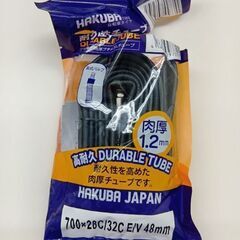 HAKUBA
DURABLE TUBE
肉厚
1.2mm
高耐久 DURABLE TUBE
耐久性を高めた
肉厚チューブです。
HAKUBA JAPAN
700×28C/32C E/V 48mm